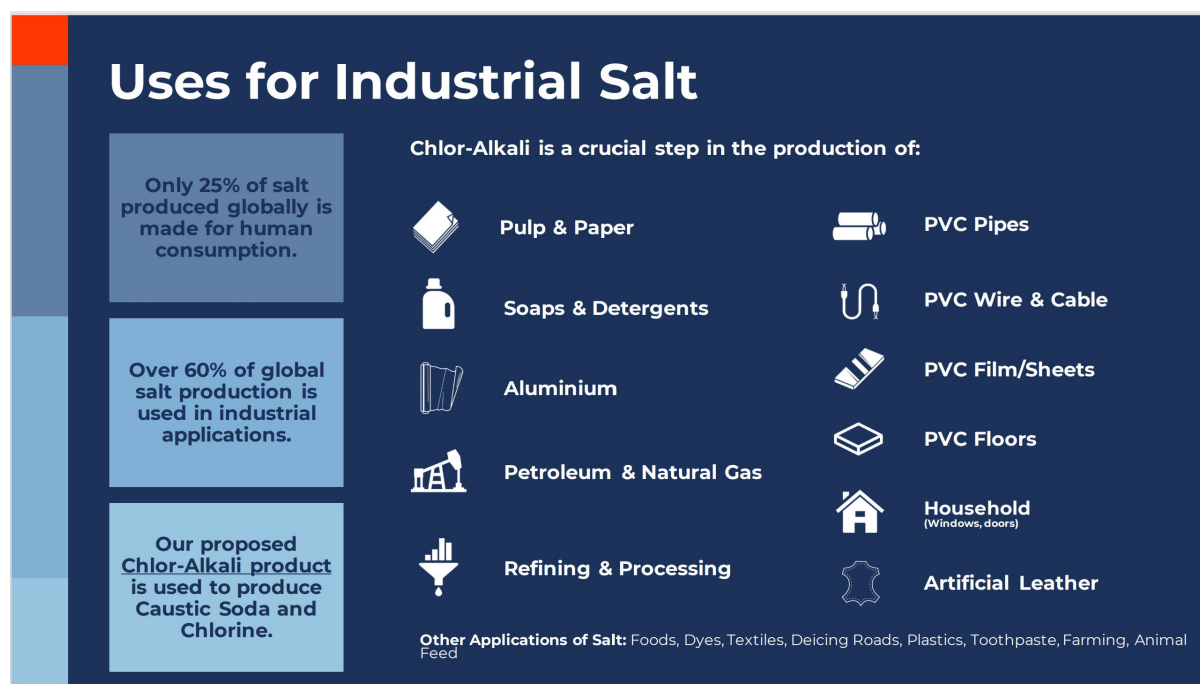 Uses for Industrial Salt
Only 25% of salt
produced globally is
made for human
consumption.
Over 60% of global
salt production is
used in industrial
applications.
Our proposed
Chlor-Alkali product
is used to produce
Caustic Soda and
Chlorine.
Chlor-Alkali is a crucial step in the production of:
Pulp & Paper
Soaps & Detergents
Aluminium
Petroleum & Natural Gas
Refining & Processing
PVC Pipes
PVC Wire & Cable
PVC Film/Sheets
PVC Floors
Household
(Windows, doors)
Artificial Leather
Other Applications of Salt: Foods, Dyes, Textiles, Deicing Roads, Plastics, Toothpaste, Farming, Animal
Feed